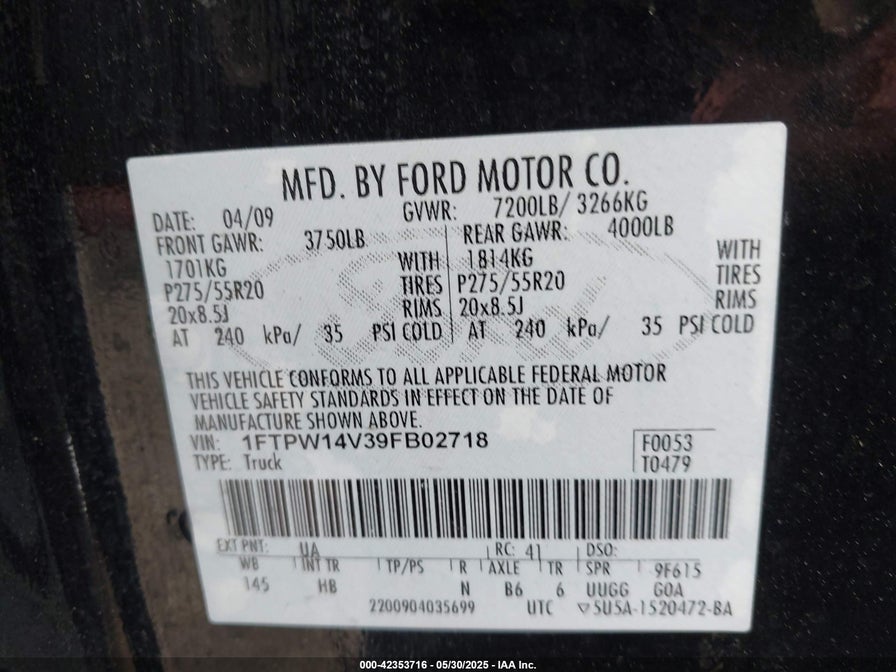 MFD. BY FORD MOTOR CO.
DATE: 04/09 GVWR: 7200LB/ 3266KG
FRONT GAWR: 3750LB REAR GAWR: 4000LB
1701KG WITH 1814KG WITH
P275/55R20 TIRES P275/55R20 TIRES
20x8.5J RIMS 20x8.5J RIMS
AT 240 kPa/ 35 PSI COLD AT 240 kPa/ 35 PSI COLD
THIS VEHICLE CONFORMS TO ALL APPLICABLE FEDERAL MOTOR
VEHICLE SAFETY STANDARDS IN EFFECT ON THE DATE OF
MANUFACTURE SHOWN ABOVE.
VIN: 1FTPW14V39FB02718 F0053
TYPE: Truck T0479
EXT PNT: UA RC: 41 DSO:
WB INT TR TP/PS R AXLE TR SPR 9F615
145 HB N B6 6 UUGG GOA
2200904035699 UTC ▽5U5A-1520472-BA
000-42353716 - 05/30/2025 - IAA Inc.